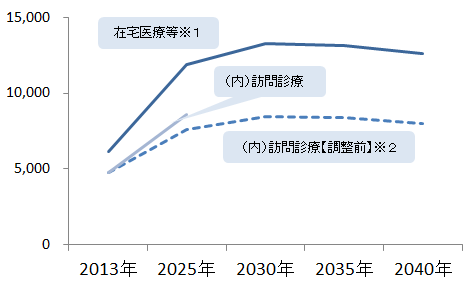 15,000
在宅医療等※１
10,000
（内）訪問診療
（内）訪問診療【調整前】※２
5,000
0
2013年 2025年 2030年 2035年 2040年